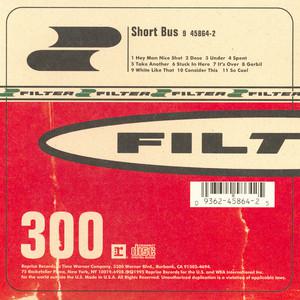 Short Bus 9 45864-2
1 Hey Man Nice Shot 2 Dose 3 Under 4 Spent
5 Take Another 6 Stuck In Here 7 It's Over 8 Gerbil
9 White Like That 10 Consider This 11 So Cool
FILTER FILTER FILTER FILTER
FILT
0 9362-45864-2 5
300
Reprise Records, a Time Warner Company, 3300 Warner Blvd., Burbank, CA 91505-4694.
75 Rockefeller Plaza, New York, NY 10019-6908. ℗©1995 Reprise Records for the U.S. and WEA International Inc.
for the world outside the U.S. Made in U.S.A. All Rights Reserved. Unauthorized duplication is a violation of applicable laws.